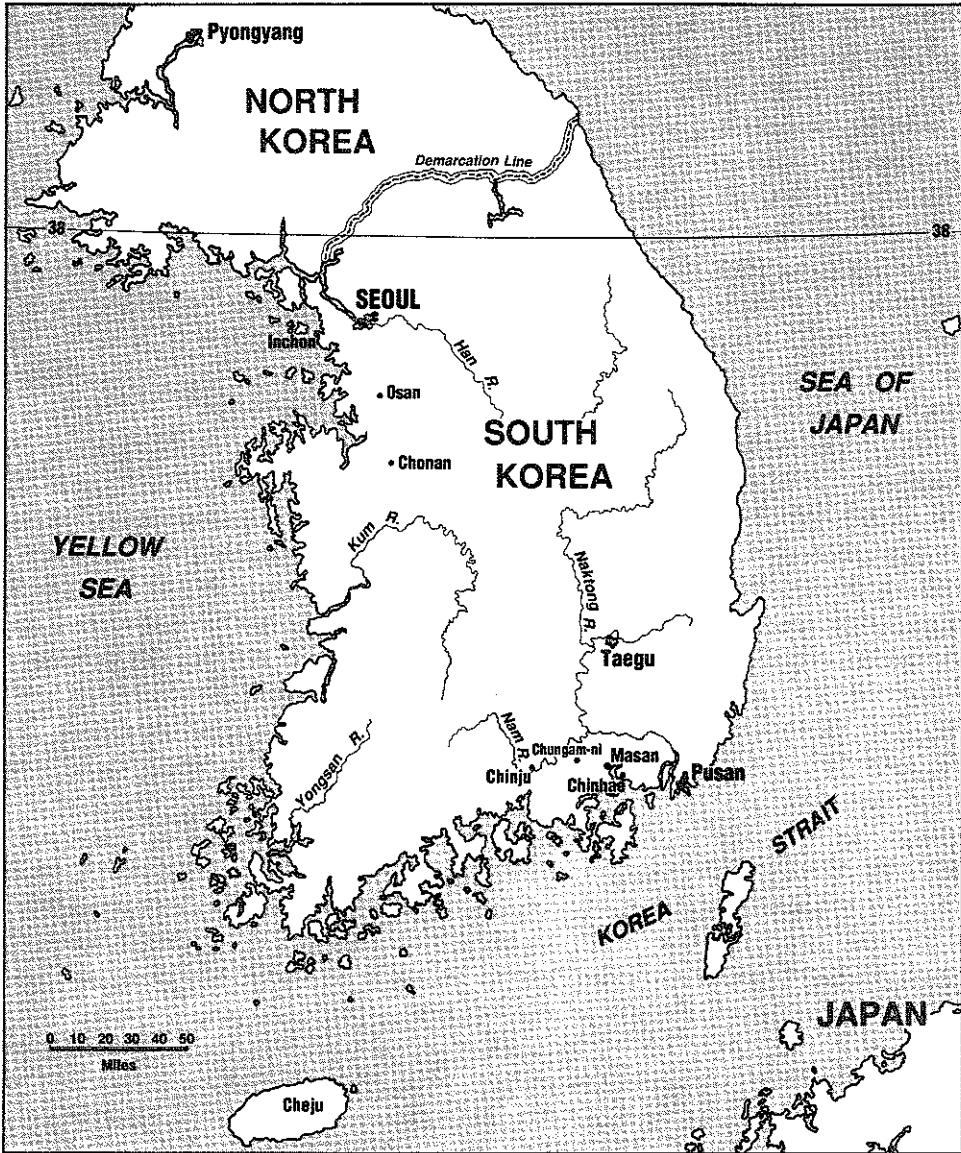 Pyongyang
NORTH
KOREA
Demarcation Line
38
38
SEOUL
Inchon
Han R.
Osan
SEA OF
JAPAN
SOUTH
KOREA
Chonan
Kum R.
YELLOW
SEA
Naktong R.
Taegu
Nam R.
Chungam-ni
Masan
Yongsan R.
Chinju
Chinhae
Pusan
KOREA STRAIT
JAPAN
0 10 20 30 40 50
Miles
Cheju